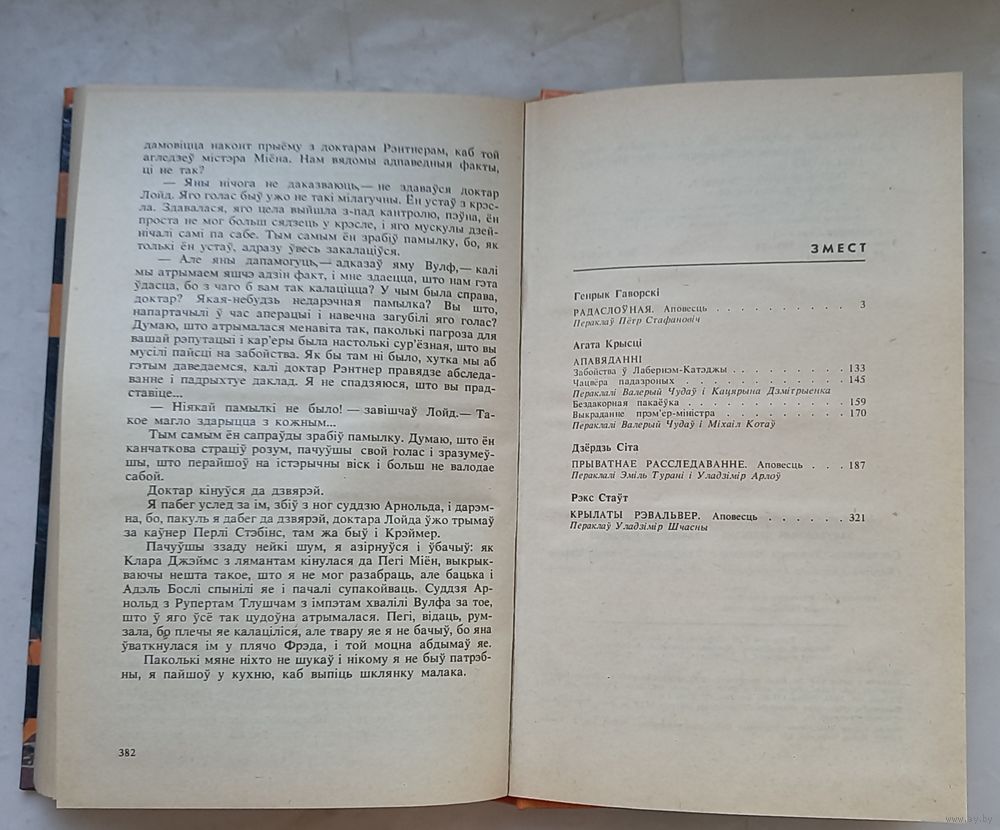 дамовіцца наконт прыёму з доктарам Рэнтнерам, каб той
агледзеў містэра Міёна. Нам вядомы адпаведныя факты,
ці не так?
— Яны нічога не даказваюць,— не здаваўся доктар
Лойд. Яго голас быў ужо не такі мілагучны. Ён устаў з крэс-
ла. Здавалася, яго цела выйшла з-пад кантролю, пэўна, ён
проста не мог больш сядзець у крэсле, і яго мускулы дзей-
нічалі самі па сабе. Тым самым ён зрабіў памылку, бо, як
толькі ён устаў, адразу ўвесь закалаціўся.
— Але яны дапамогуць,— адказаў яму Вулф,— калі
мы атрымаем яшчэ адзін факт, і мне здаецца, што нам гэта
ўдасца, бо з чаго б вам так калаціцца? У чым была справа,
доктар? Якая-небудзь недарэчная памылка? Вы што,
напартачылі ў час аперацыі і навечна загубілі яго голас?
Думаю, што атрымалася менавіта так, паколькі пагроза для
вашай рэпутацыі і кар'еры была настолькі сур'ёзная, што вы
мусілі пайсці на забойства. Як бы там ні было, хутка мы аб
гэтым даведаемся, калі доктар Рэнтнер правядзе абследа-
ванне і падрыхтуе даклад. Я не спадзяюся, што вы прад-
ставіце...
— Ніякай памылкі не было! — завішчаў Лойд.— Та-
кое магло здарыцца з кожным...
Тым самым ён сапраўды зрабіў памылку. Думаю, што ён
канчаткова страціў розум, пачуўшы свой голас і зразумеў-
шы, што перайшоў на істэрычны віск і больш не валодае
сабой.
Доктар кінуўся да дзвярэй.
Я пабег услед за ім, збіў з ног суддзю Арнольда, і дарэм-
на, бо, пакуль я дабег да дзвярэй, доктара Лойда ўжо трымаў
за каўнер Перлі Стэбінс, там жа быў і Крэймер.
Пачуўшы ззаду нейкі шум, я азірнуўся і ўбачыў: як
Клара Джэймс з лямантам кінулася да Пегі Міён, выкрык-
ваючы нешта такое, што я не мог разабраць, але бацька і
Адэль Бослі спынілі яе і пачалі супакойваць. Суддзя Ар-
нольд з Рупертам Тлушчам з імпэтам хвалілі Вулфа за тое,
што ў яго ўсё так цудоўна атрымалася. Пегі, відаць, рум-
зала, бо плечы яе калаціліся, але твару яе я не бачыў, бо яна
ўваткнулася ім у плячо Фрэда, і той моцна абдымаў яе.
Паколькі мяне ніхто не шукаў і нікому я не быў патрэб-
ны, я пайшоў у кухню, каб выпіць шклянку малака.
382
ЗМЕСТ
Генрык Гаворскі
РАДАСЛОЎНАЯ. Аповесць . . . . . . . . . . 3
Пераклаў Пётр Стафановіч
Агата Крысці
АПАВЯДАННІ
Забойства ў Лабернэм-Катэджы . . . . . . . . 133
Чацвёра падазроных . . . . . . . . . . . . 145
Пераклалі Валерый Чудаў і Кацярына Дзмітрыенка
Бездакорная пакаёўка . . . . . . . . . . . . 159
Выкраданне прэм'ер-міністра . . . . . . . . . 170
Пераклалі Валерый Чудаў і Міхаіл Котаў
Дзёрдзь Сіта
ПРЫВАТНАЕ РАССЛЕДАВАННЕ. Аповесць . . . 187
Пераклалі Эміль Турані і Уладзімір Арлоў
Рэкс Стаўт
КРЫЛАТЫ РЭВАЛЬВЕР. Аповесць . . . . . . 321
Пераклаў Уладзімір Шчасны
www.ay.by